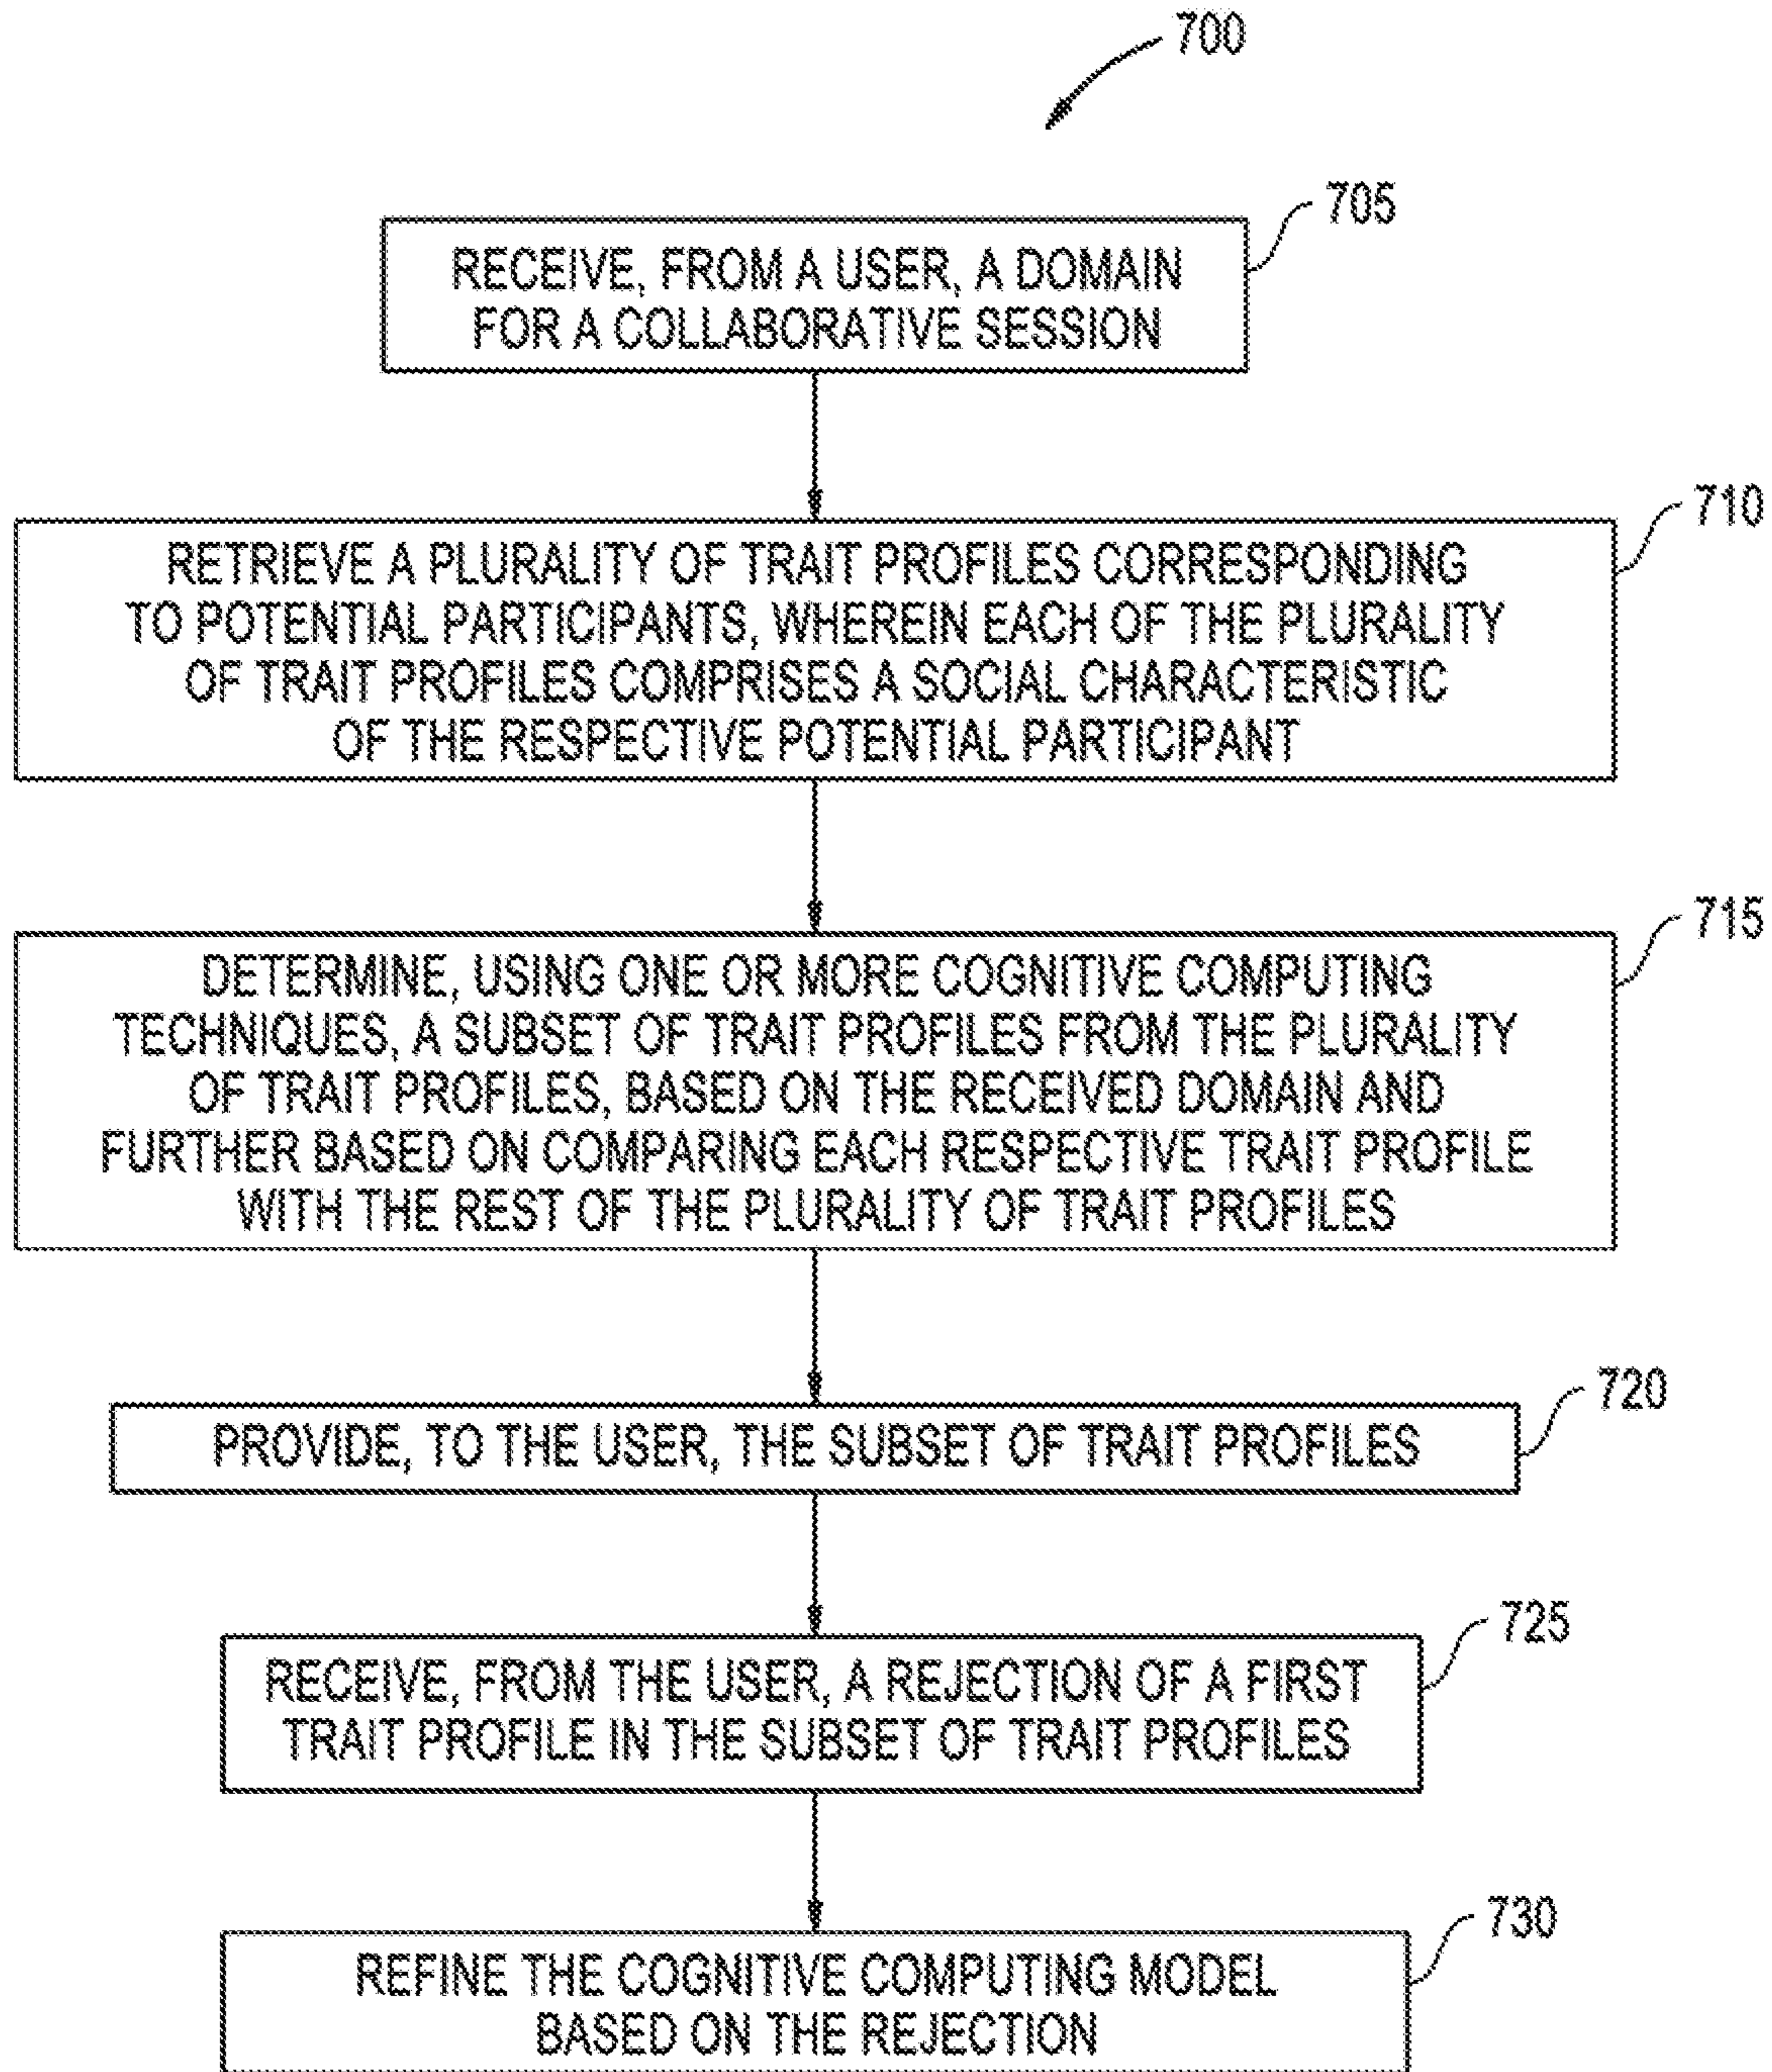 700
705
RECEIVE, FROM A USER, A DOMAIN
FOR A COLLABORATIVE SESSION
710
RETRIEVE A PLURALITY OF TRAIT PROFILES CORRESPONDING
TO POTENTIAL PARTICIPANTS, WHEREIN EACH OF THE PLURALITY
OF TRAIT PROFILES COMPRISES A SOCIAL CHARACTERISTIC
OF THE RESPECTIVE POTENTIAL PARTICIPANT
715
DETERMINE, USING ONE OR MORE COGNITIVE COMPUTING
TECHNIQUES, A SUBSET OF TRAIT PROFILES FROM THE PLURALITY
OF TRAIT PROFILES, BASED ON THE RECEIVED DOMAIN AND
FURTHER BASED ON COMPARING EACH RESPECTIVE TRAIT PROFILE
WITH THE REST OF THE PLURALITY OF TRAIT PROFILES
720
PROVIDE, TO THE USER, THE SUBSET OF TRAIT PROFILES
725
RECEIVE, FROM THE USER, A REJECTION OF A FIRST
TRAIT PROFILE IN THE SUBSET OF TRAIT PROFILES
730
REFINE THE COGNITIVE COMPUTING MODEL
BASED ON THE REJECTION